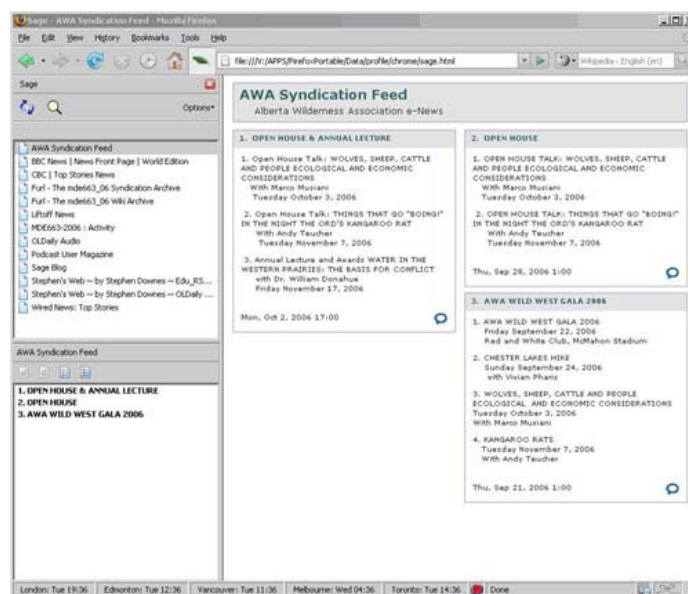 Sage - AWA Syndication Feed - Mozilla Firefox
File Edit View History Bookmarks Tools Help
file:///V:/APPS/FirefoxPortable/Data/profile/chrome/sage.html
Wikipedia - English (en)
Sage
Options
AWA Syndication Feed
BBC News | News Front Page | World Edition
CBC | Top Stories News
Furl - The mde663_06 Syndication Archive
Furl - The mde663_06 Wiki Archive
Liftoff News
MDE663-2006 : Activity
OLDaily Audio
Podcast User Magazine
Sage Blog
Stephen's Web ~ by Stephen Downes ~ Edu_RS...
Stephen's Web ~ by Stephen Downes ~ OLDaily ...
Wired News: Top Stories
AWA Syndication Feed
1. OPEN HOUSE & ANNUAL LECTURE
2. OPEN HOUSE
3. AWA WILD WEST GALA 2006
AWA Syndication Feed
Alberta Wilderness Association e-News
1. OPEN HOUSE & ANNUAL LECTURE
1. Open House Talk: WOLVES, SHEEP, CATTLE
AND PEOPLE ECOLOGICAL AND ECONOMIC
CONSIDERATIONS
With Marco Musiani
Tuesday October 3, 2006
2. Open House Talk: THINGS THAT GO "BOING!"
IN THE NIGHT THE ORD'S KANGAROO RAT
With Andy Teucher
Tuesday November 7, 2006
3. Annual Lecture and Awards WATER IN THE
WESTERN PRAIRIES: THE BASIS FOR CONFLICT
with Dr. William Donahue
Friday November 17, 2006
Mon, Oct 2, 2006 17:00
2. OPEN HOUSE
1. OPEN HOUSE TALK: WOLVES, SHEEP, CATTLE
AND PEOPLE ECOLOGICAL AND ECONOMIC
CONSIDERATIONS
With Marco Musiani
Tuesday October 3, 2006
2. OPEN HOUSE TALK: THINGS THAT GO "BOING!"
IN THE NIGHT THE ORD'S KANGAROO RAT
With Andy Teucher
Tuesday November 7, 2006
Thu, Sep 28, 2006 1:00
3. AWA WILD WEST GALA 2006
1. AWA WILD WEST GALA 2006
Friday September 22, 2006
Red and White Club, McMahon Stadium
2. CHESTER LAKES HIKE
Sunday September 24, 2006
with Vivian Pharis
3. WOLVES, SHEEP, CATTLE AND PEOPLE
ECOLOGICAL AND ECONOMIC CONSIDERATIONS
Tuesday October 3, 2006
With Marco Musiani
4. KANGAROO RATS
Tuesday November 7, 2006
With Andy Teucher
Thu, Sep 21, 2006 1:00
London: Tue 19:36 Edmonton: Tue 12:36 Vancouver: Tue 11:36 Melbourne: Wed 04:36 Toronto: Tue 14:36 Done